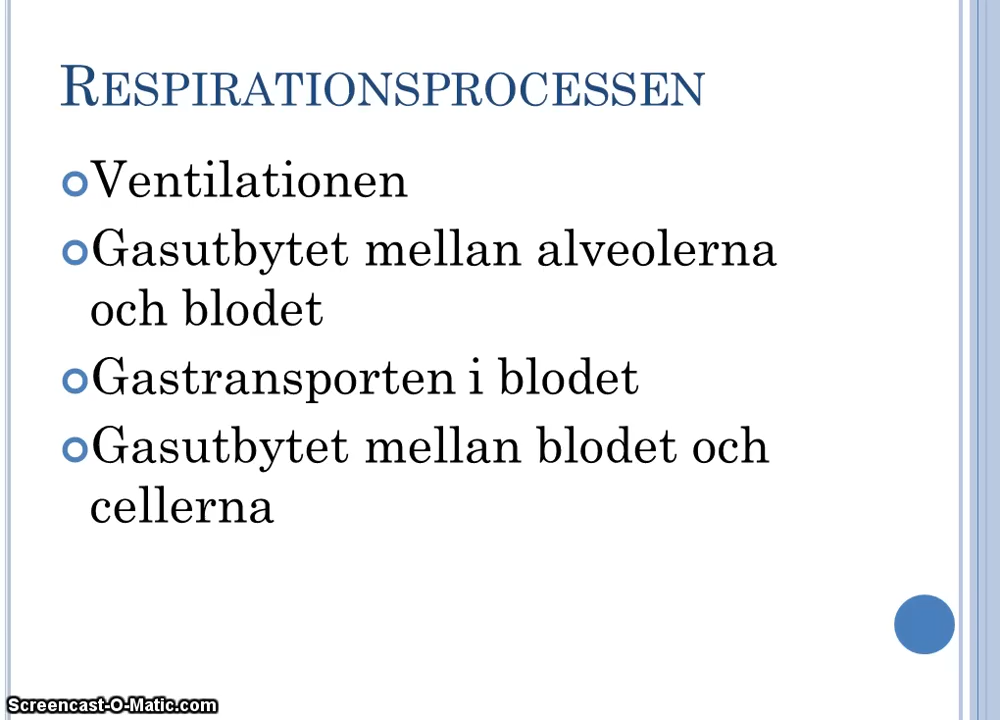 RESPIRATIONSPROCESSEN
Ventilationen
Gasutbytet mellan alveolerna
och blodet
Gastransporten i blodet
Gasutbytet mellan blodet och
cellerna
Screencast-O-Matic.com